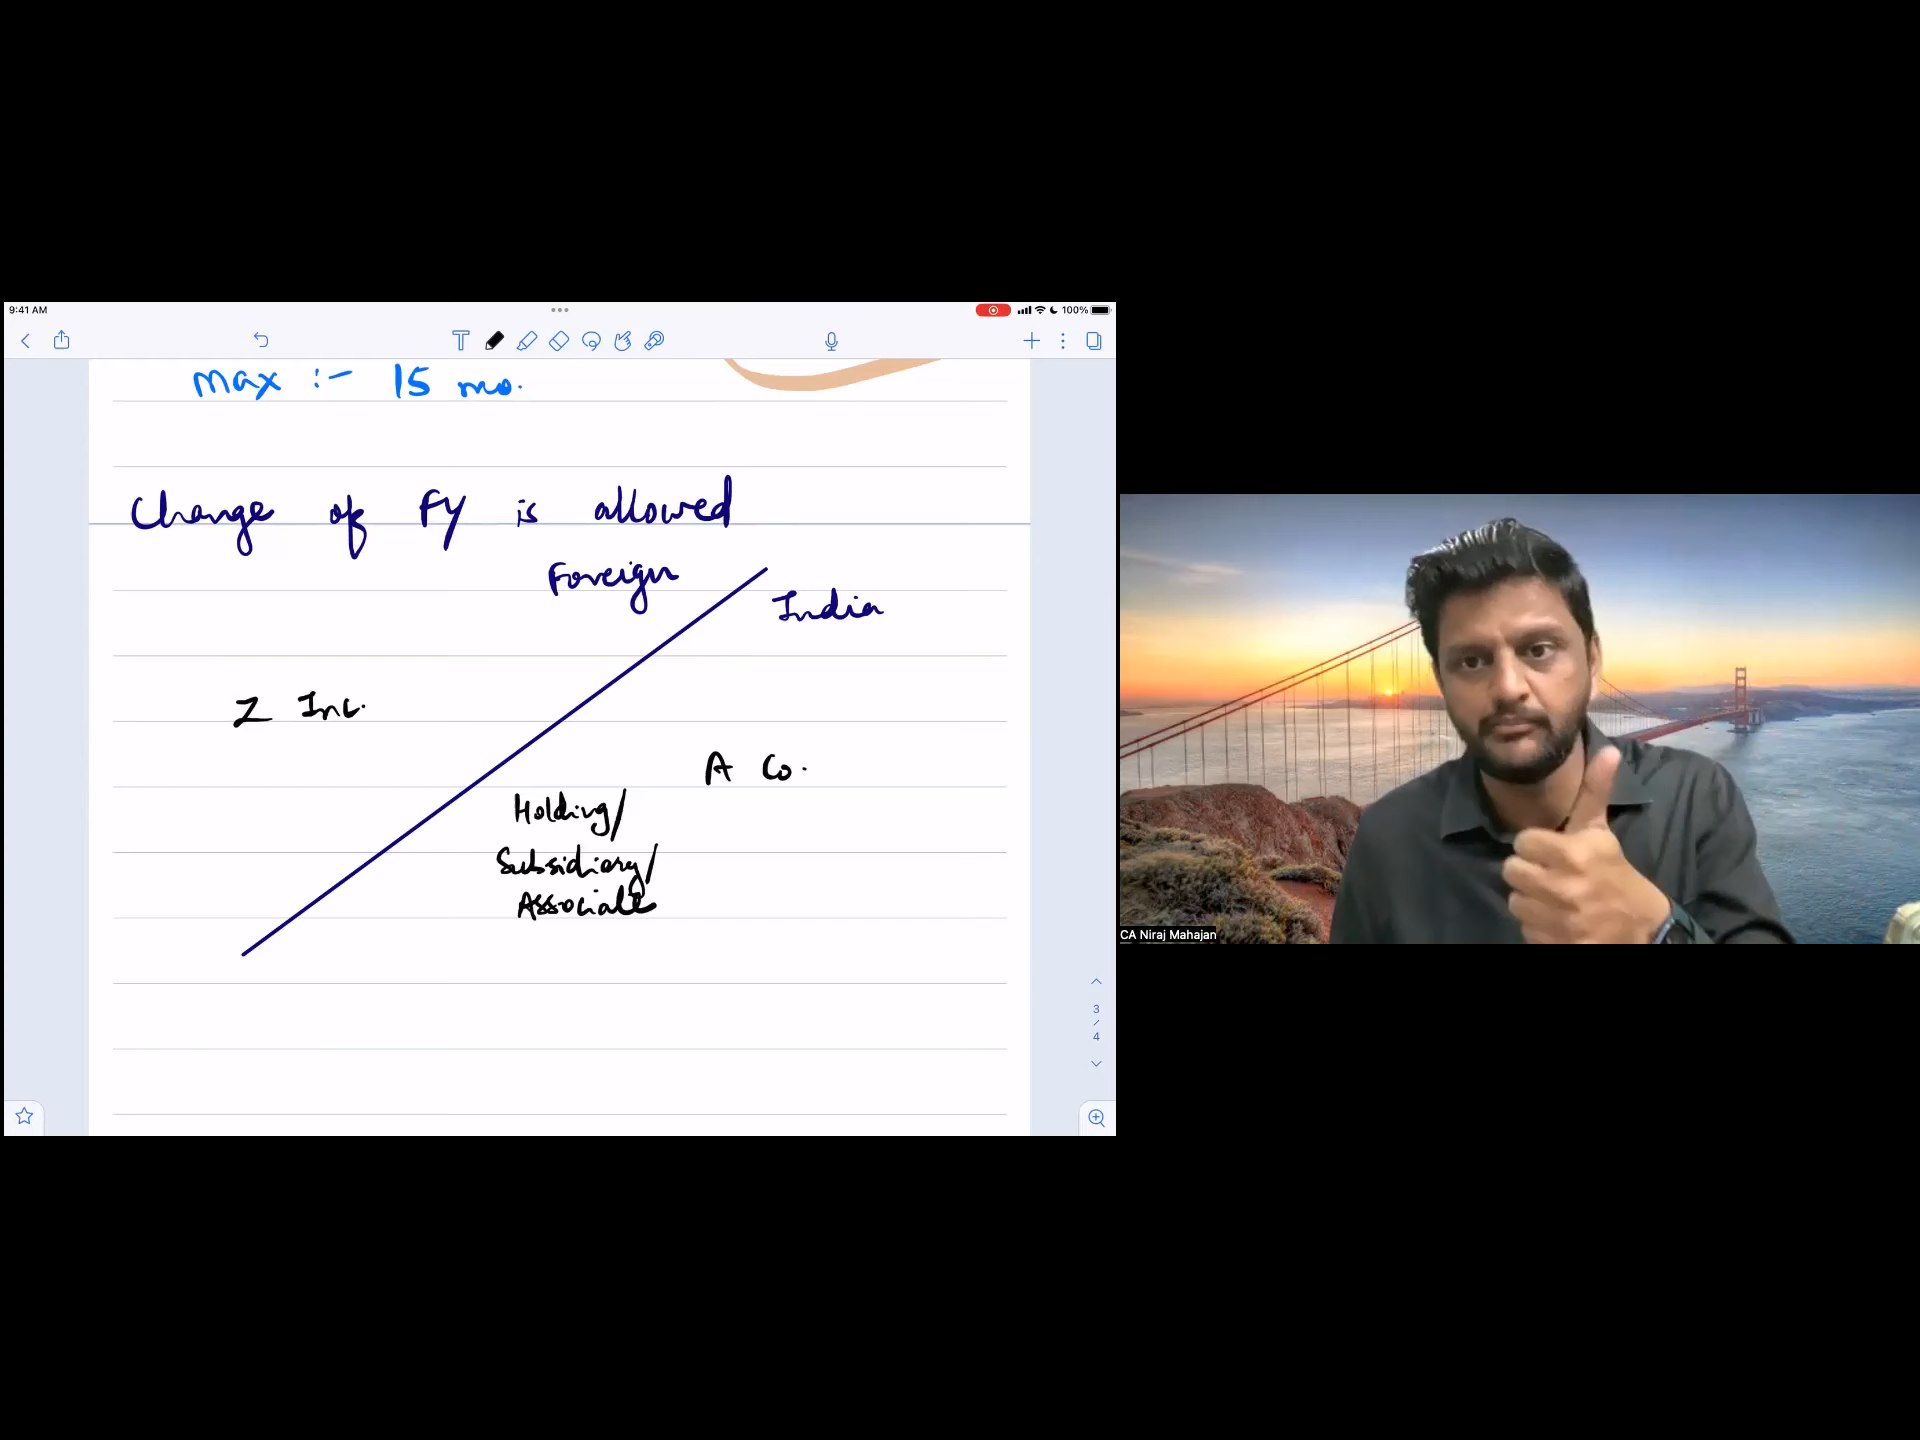 9:41 AM
100%
max :- 15 mo.
Change of FY is allowed
Foreign
India
Z Inc.
A Co.
Holding/
Subsidiary/
Associate
CA Niraj Mahajan
3
/
4